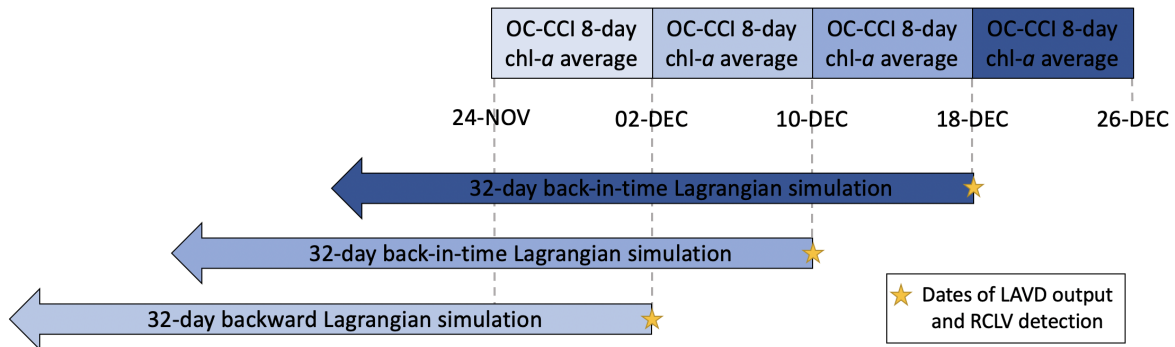 OC-CCI 8-day
chl-a average
OC-CCI 8-day
chl-a average
OC-CCI 8-day
chl-a average
OC-CCI 8-day
chl-a average
24-NOV
02-DEC
10-DEC
18-DEC
26-DEC
32-day back-in-time Lagrangian simulation
32-day back-in-time Lagrangian simulation
32-day backward Lagrangian simulation
Dates of LAVD output
and RCLV detection